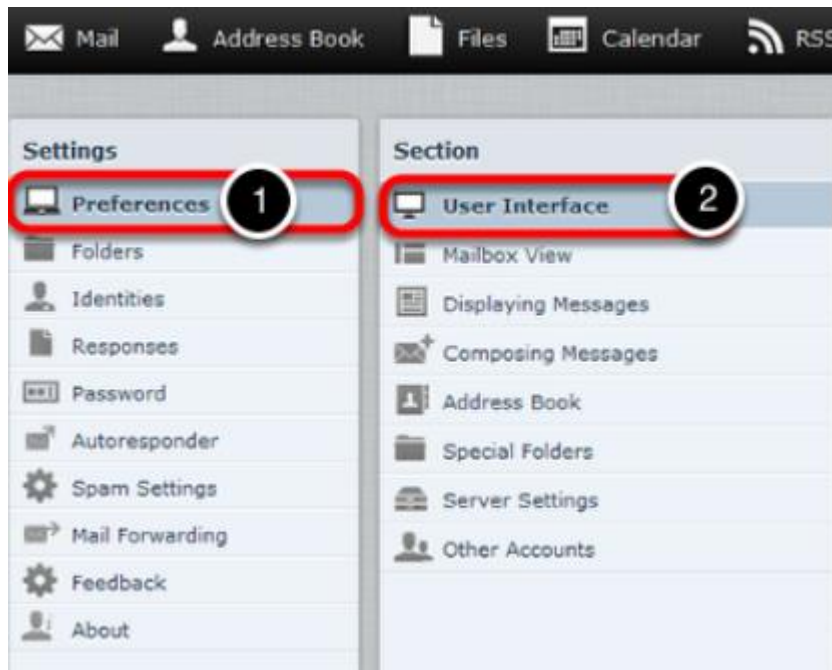 Mail Address Book Files Calendar RSS
Settings
Preferences 1
Folders
Identities
Responses
Password
Autoresponder
Spam Settings
Mail Forwarding
Feedback
About
Section
User Interface 2
Mailbox View
Displaying Messages
Composing Messages
Address Book
Special Folders
Server Settings
Other Accounts